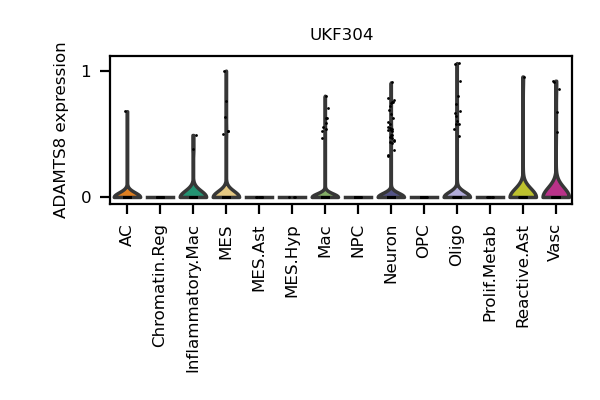 UKF304
ADAMTS8 expression
1
0
AC
Chromatin.Reg
Inflammatory.Mac
MES
MES.Ast
MES.Hyp
Mac
NPC
Neuron
OPC
Oligo
Prolif.Metab
Reactive.Ast
Vasc